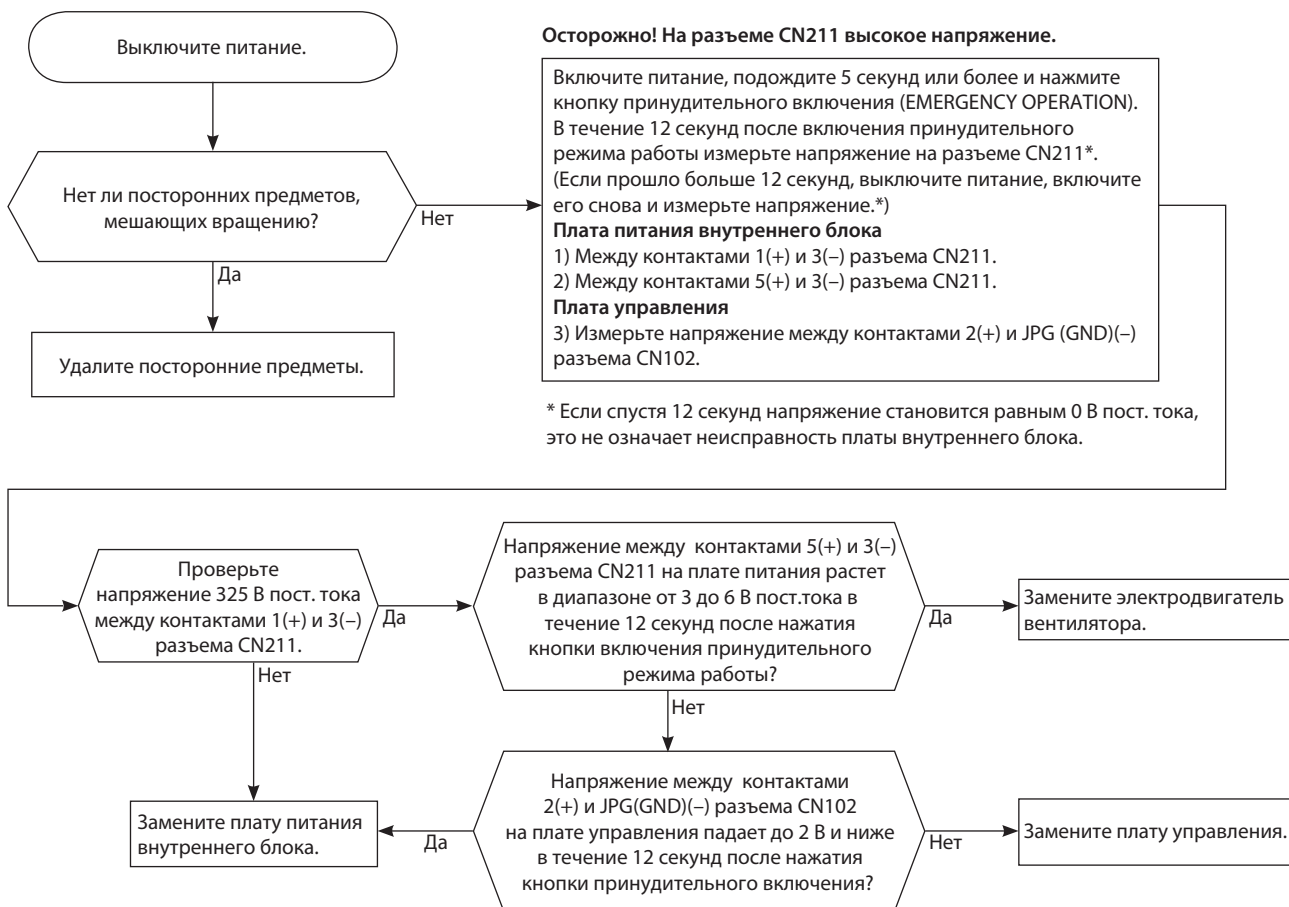 Выключите питание.
Нет ли посторонних предметов,
мешающих вращению?
Нет
Да
Удалите посторонние предметы.
Осторожно! На разъеме CN211 высокое напряжение.
Включите питание, подождите 5 секунд или более и нажмите
кнопку принудительного включения (EMERGENCY OPERATION).
В течение 12 секунд после включения принудительного
режима работы измерьте напряжение на разъеме CN211*.
(Если прошло больше 12 секунд, выключите питание, включите
его снова и измерьте напряжение.*)
Плата питания внутреннего блока
1) Между контактами 1(+) и 3(–) разъема CN211.
2) Между контактами 5(+) и 3(–) разъема CN211.
Плата управления
3) Измерьте напряжение между контактами 2(+) и JPG (GND)(–)
разъема CN102.
* Если спустя 12 секунд напряжение становится равным 0 В пост. тока,
это не означает неисправность платы внутреннего блока.
Проверьте
напряжение 325 В пост. тока
между контактами 1(+) и 3(–)
разъема CN211.
Да
Нет
Напряжение между контактами 5(+) и 3(–)
разъема CN211 на плате питания растет
в диапазоне от 3 до 6 В пост.тока в
течение 12 секунд после нажатия
кнопки включения принудительного
режима работы?
Да
Нет
Замените электродвигатель
вентилятора.
Замените плату питания
внутреннего блока.
Да
Напряжение между контактами
2(+) и JPG(GND)(–) разъема CN102
на плате управления падает до 2 В и ниже
в течение 12 секунд после нажатия
кнопки принудительного включения?
Нет
Замените плату управления.